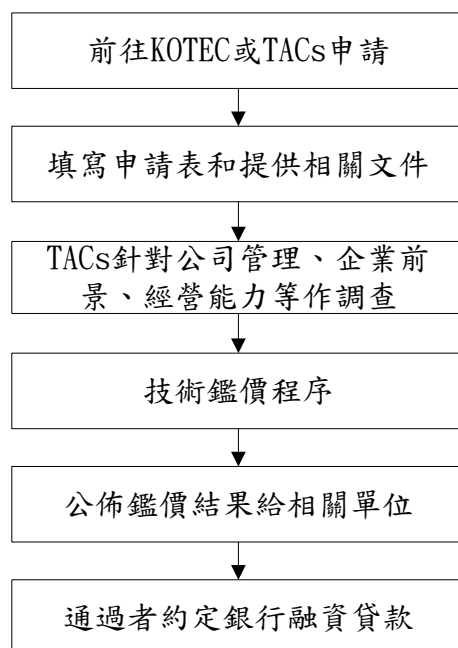 前往KOTEC或TACs申請
填寫申請表和提供相關文件
TACs針對公司管理、企業前
景、經營能力等作調查
技術鑑價程序
公佈鑑價結果給相關單位
通過者約定銀行融資貸款